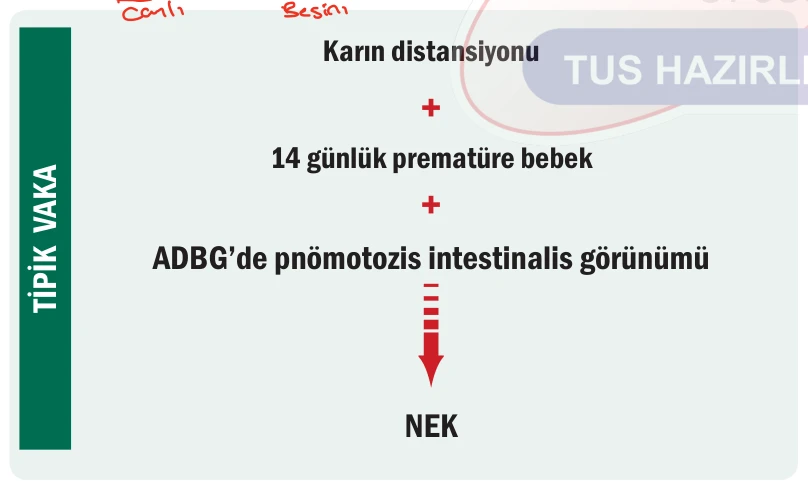 Canlı Besini
TUS HAZIRL
Karın distansiyonu
+
14 günlük prematüre bebek
+
ADBG’de pnömotozis intestinalis görünümü
NEK
TİPİK VAKA